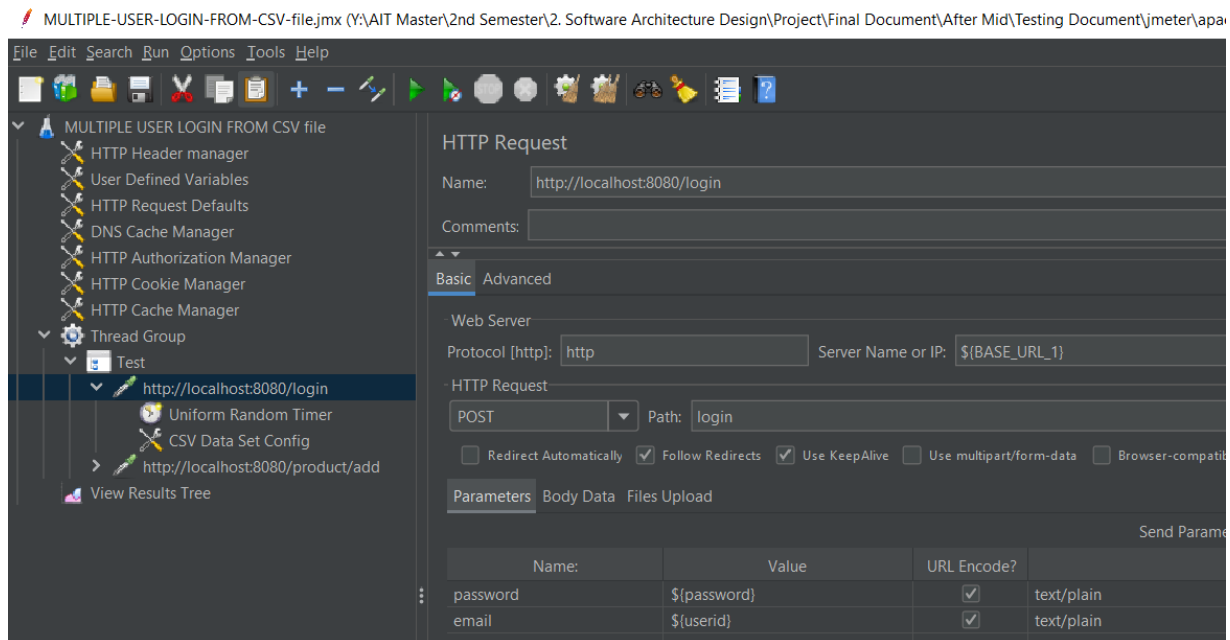 MULTIPLE-USER-LOGIN-FROM-CSV-file.jmx (Y:\AIT Master\2nd Semester\2. Software Architecture Design\Project\Final Document\After Mid\Testing Document\jmeter\apa
File Edit Search Run Options Tools Help
STOP
MULTIPLE USER LOGIN FROM CSV file
HTTP Header manager
User Defined Variables
HTTP Request Defaults
DNS Cache Manager
HTTP Authorization Manager
HTTP Cookie Manager
HTTP Cache Manager
Thread Group
Test
http://localhost:8080/login
Uniform Random Timer
CSV Data Set Config
http://localhost:8080/product/add
View Results Tree
HTTP Request
Name: http://localhost:8080/login
Comments:
Basic Advanced
Web Server
Protocol [http]: http Server Name or IP: ${BASE_URL_1}
HTTP Request
POST Path: login
Redirect Automatically Follow Redirects Use KeepAlive Use multipart/form-data Browser-compatib
Parameters Body Data Files Upload
Send Parame
Name: Value URL Encode?
password ${password} text/plain
email ${userid} text/plain